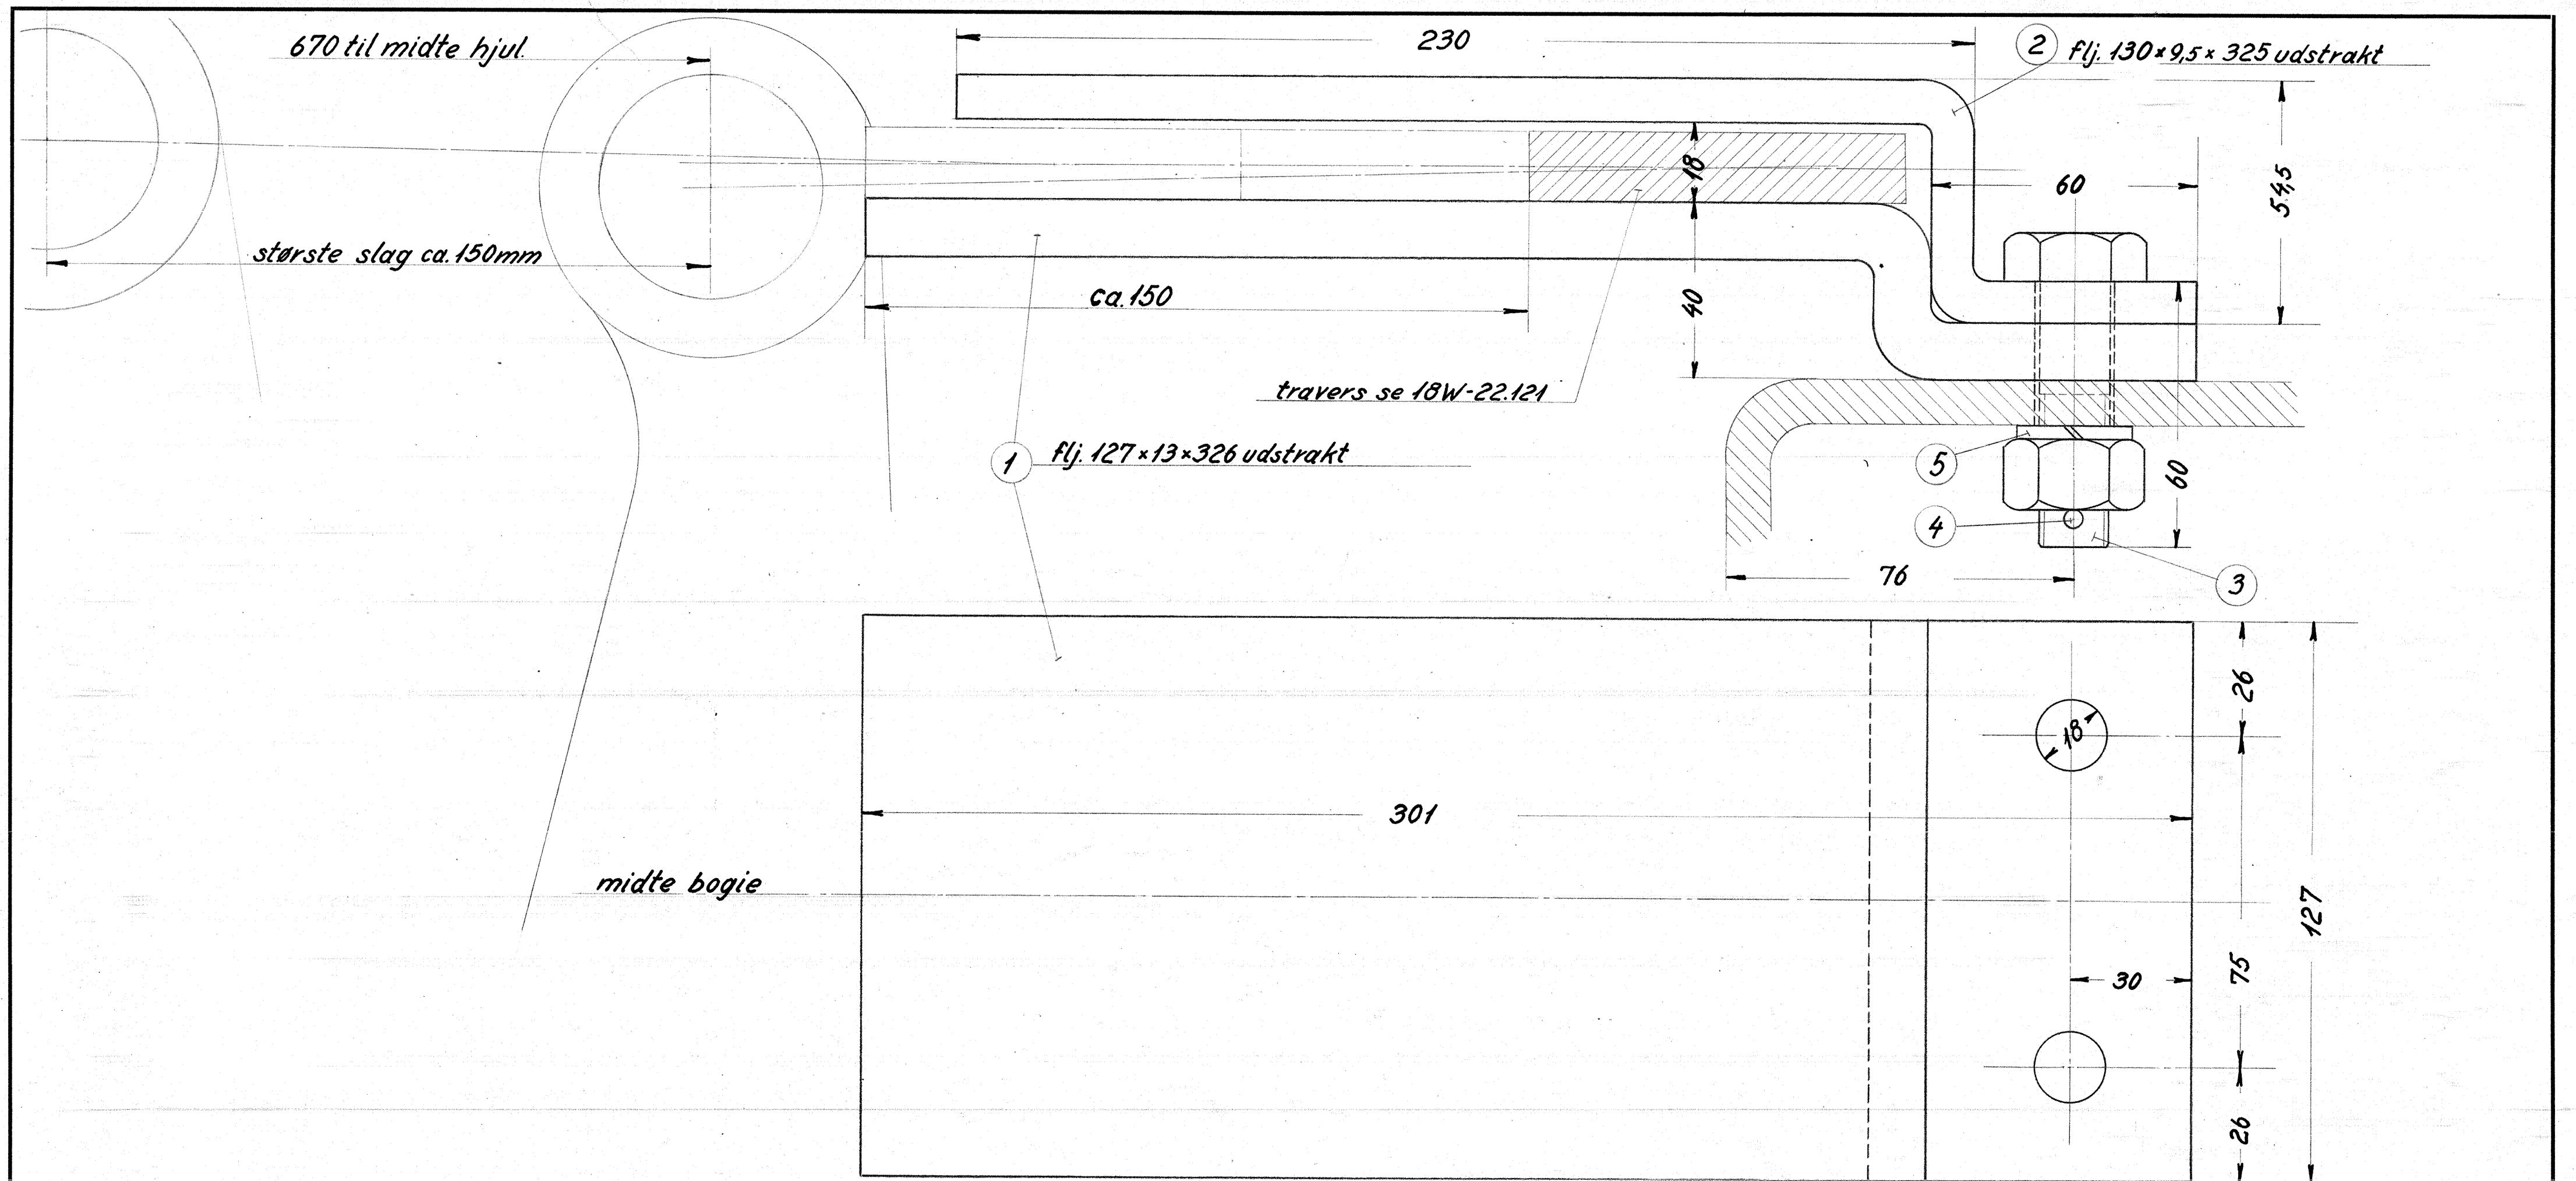 670 til midte hjul.
230
2 flj. 130×9,5×325 udstrakt
18
60
54,5
største slag ca. 150mm
ca. 150
40
travers se 18W-22.121
1 flj. 127×13×326 udstrakt
5
60
4
76
3
26
18
301
midte bogie
127
75
30
26